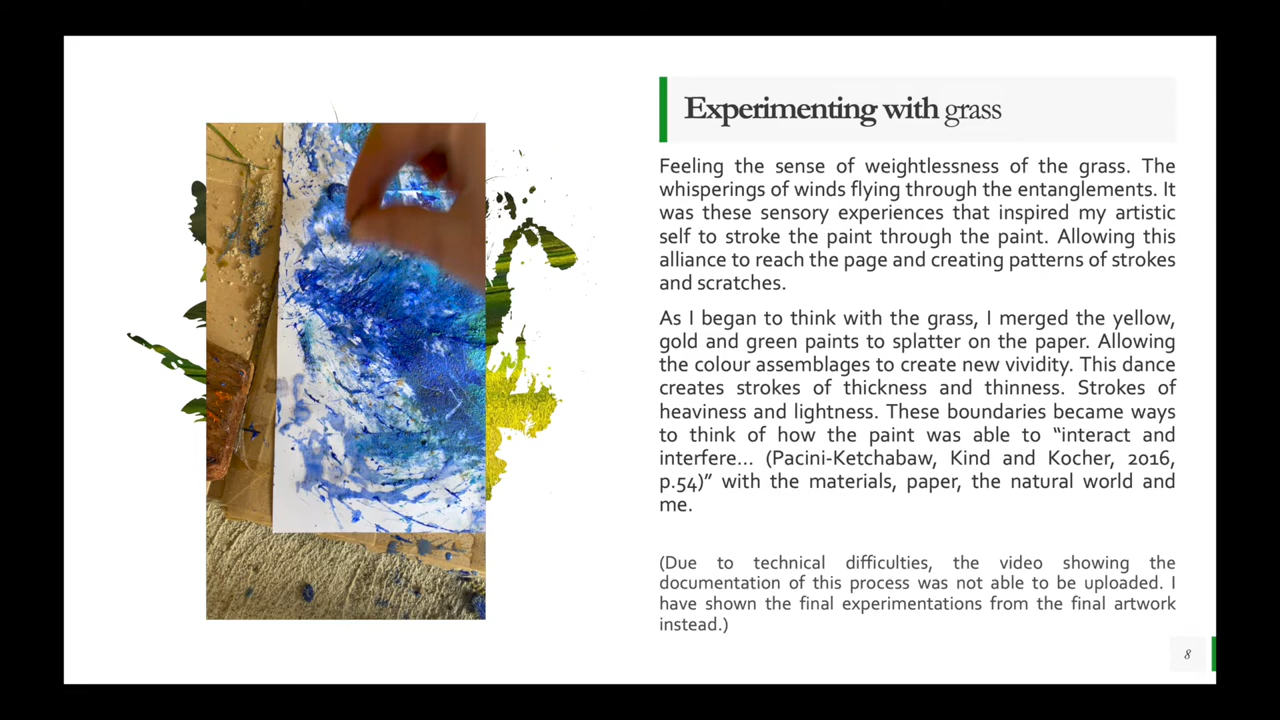 Experimenting with grass
Feeling the sense of weightlessness of the grass. The
whisperings of winds flying through the entanglements. It
was these sensory experiences that inspired my artistic
self to stroke the paint through the paint. Allowing this
alliance to reach the page and creating patterns of strokes
and scratches.
As I began to think with the grass, I merged the yellow,
gold and green paints to splatter on the paper. Allowing
the colour assemblages to create new vividity. This dance
creates strokes of thickness and thinness. Strokes of
heaviness and lightness. These boundaries became ways
to think of how the paint was able to “interact and
interfere... (Pacini-Ketchabaw, Kind and Kocher, 2016,
p.54)” with the materials, paper, the natural world and
me.
(Due to technical difficulties, the video showing the
documentation of this process was not able to be uploaded. I
have shown the final experimentations from the final artwork
instead.)
8